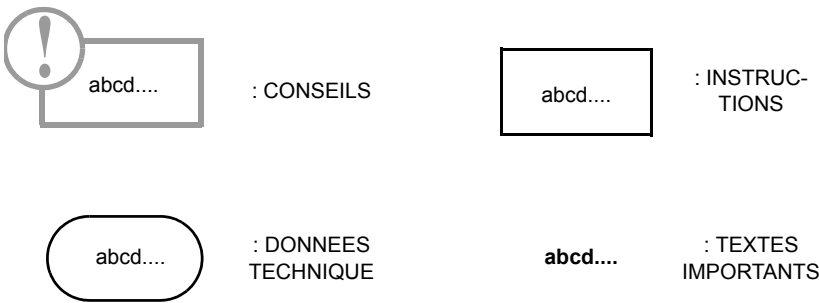 !
abcd....
: CONSEILS
abcd....
: INSTRUC-
TIONS
abcd....
: DONNEES
TECHNIQUE
abcd....
: TEXTES
IMPORTANTS